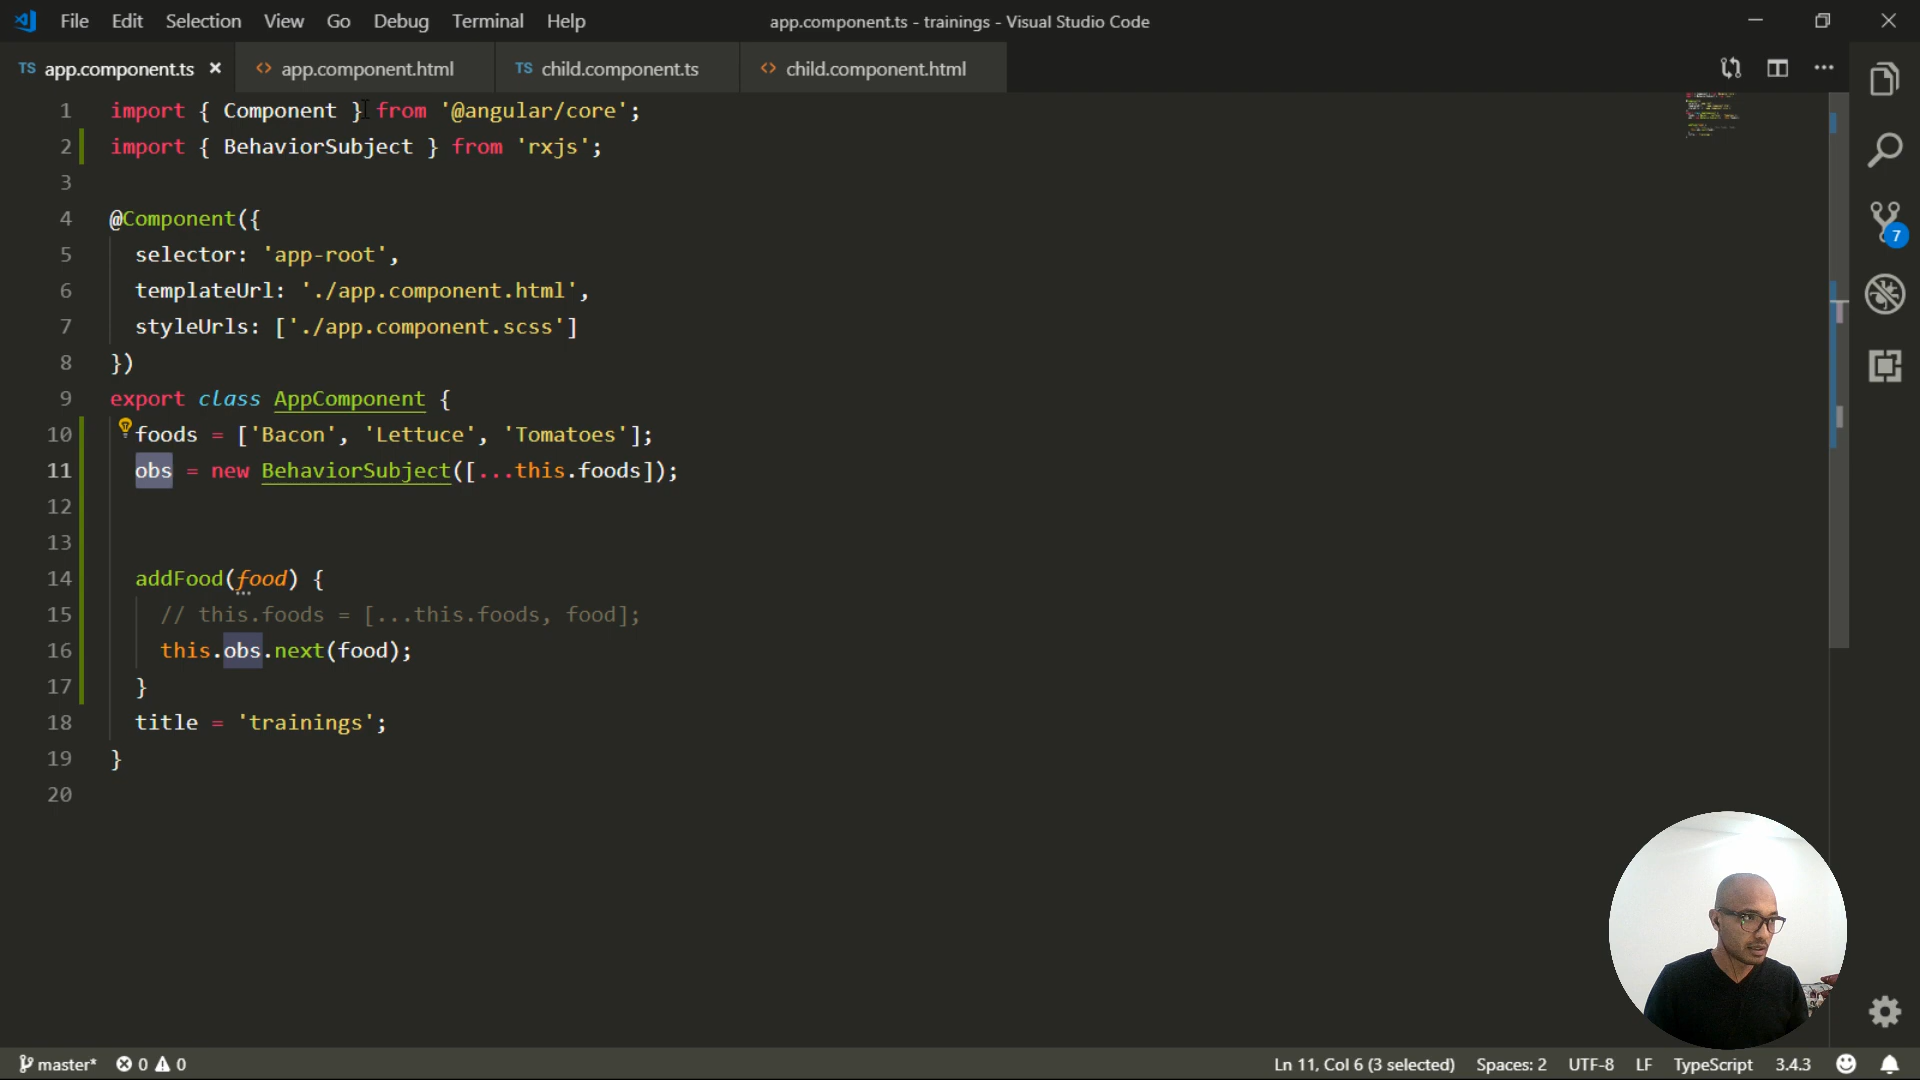 File Edit Selection View Go Debug Terminal Help app.component.ts - trainings - Visual Studio Code
TS app.component.ts × <> app.component.html TS child.component.ts <> child.component.html
1 import { Component } from '@angular/core';
2 import { BehaviorSubject } from 'rxjs';
3
4 @Component({
5 selector: 'app-root',
6 templateUrl: './app.component.html',
7 styleUrls: ['./app.component.scss']
8 })
9 export class AppComponent {
10 foods = ['Bacon', 'Lettuce', 'Tomatoes'];
11 obs = new BehaviorSubject([...this.foods]);
12
13
14 addFood(food) {
15 // this.foods = [...this.foods, food];
16 this.obs.next(food);
17 }
18 title = 'trainings';
19 }
20
7
master* 0 0 Ln 11, Col 6 (3 selected) Spaces: 2 UTF-8 LF TypeScript 3.4.3